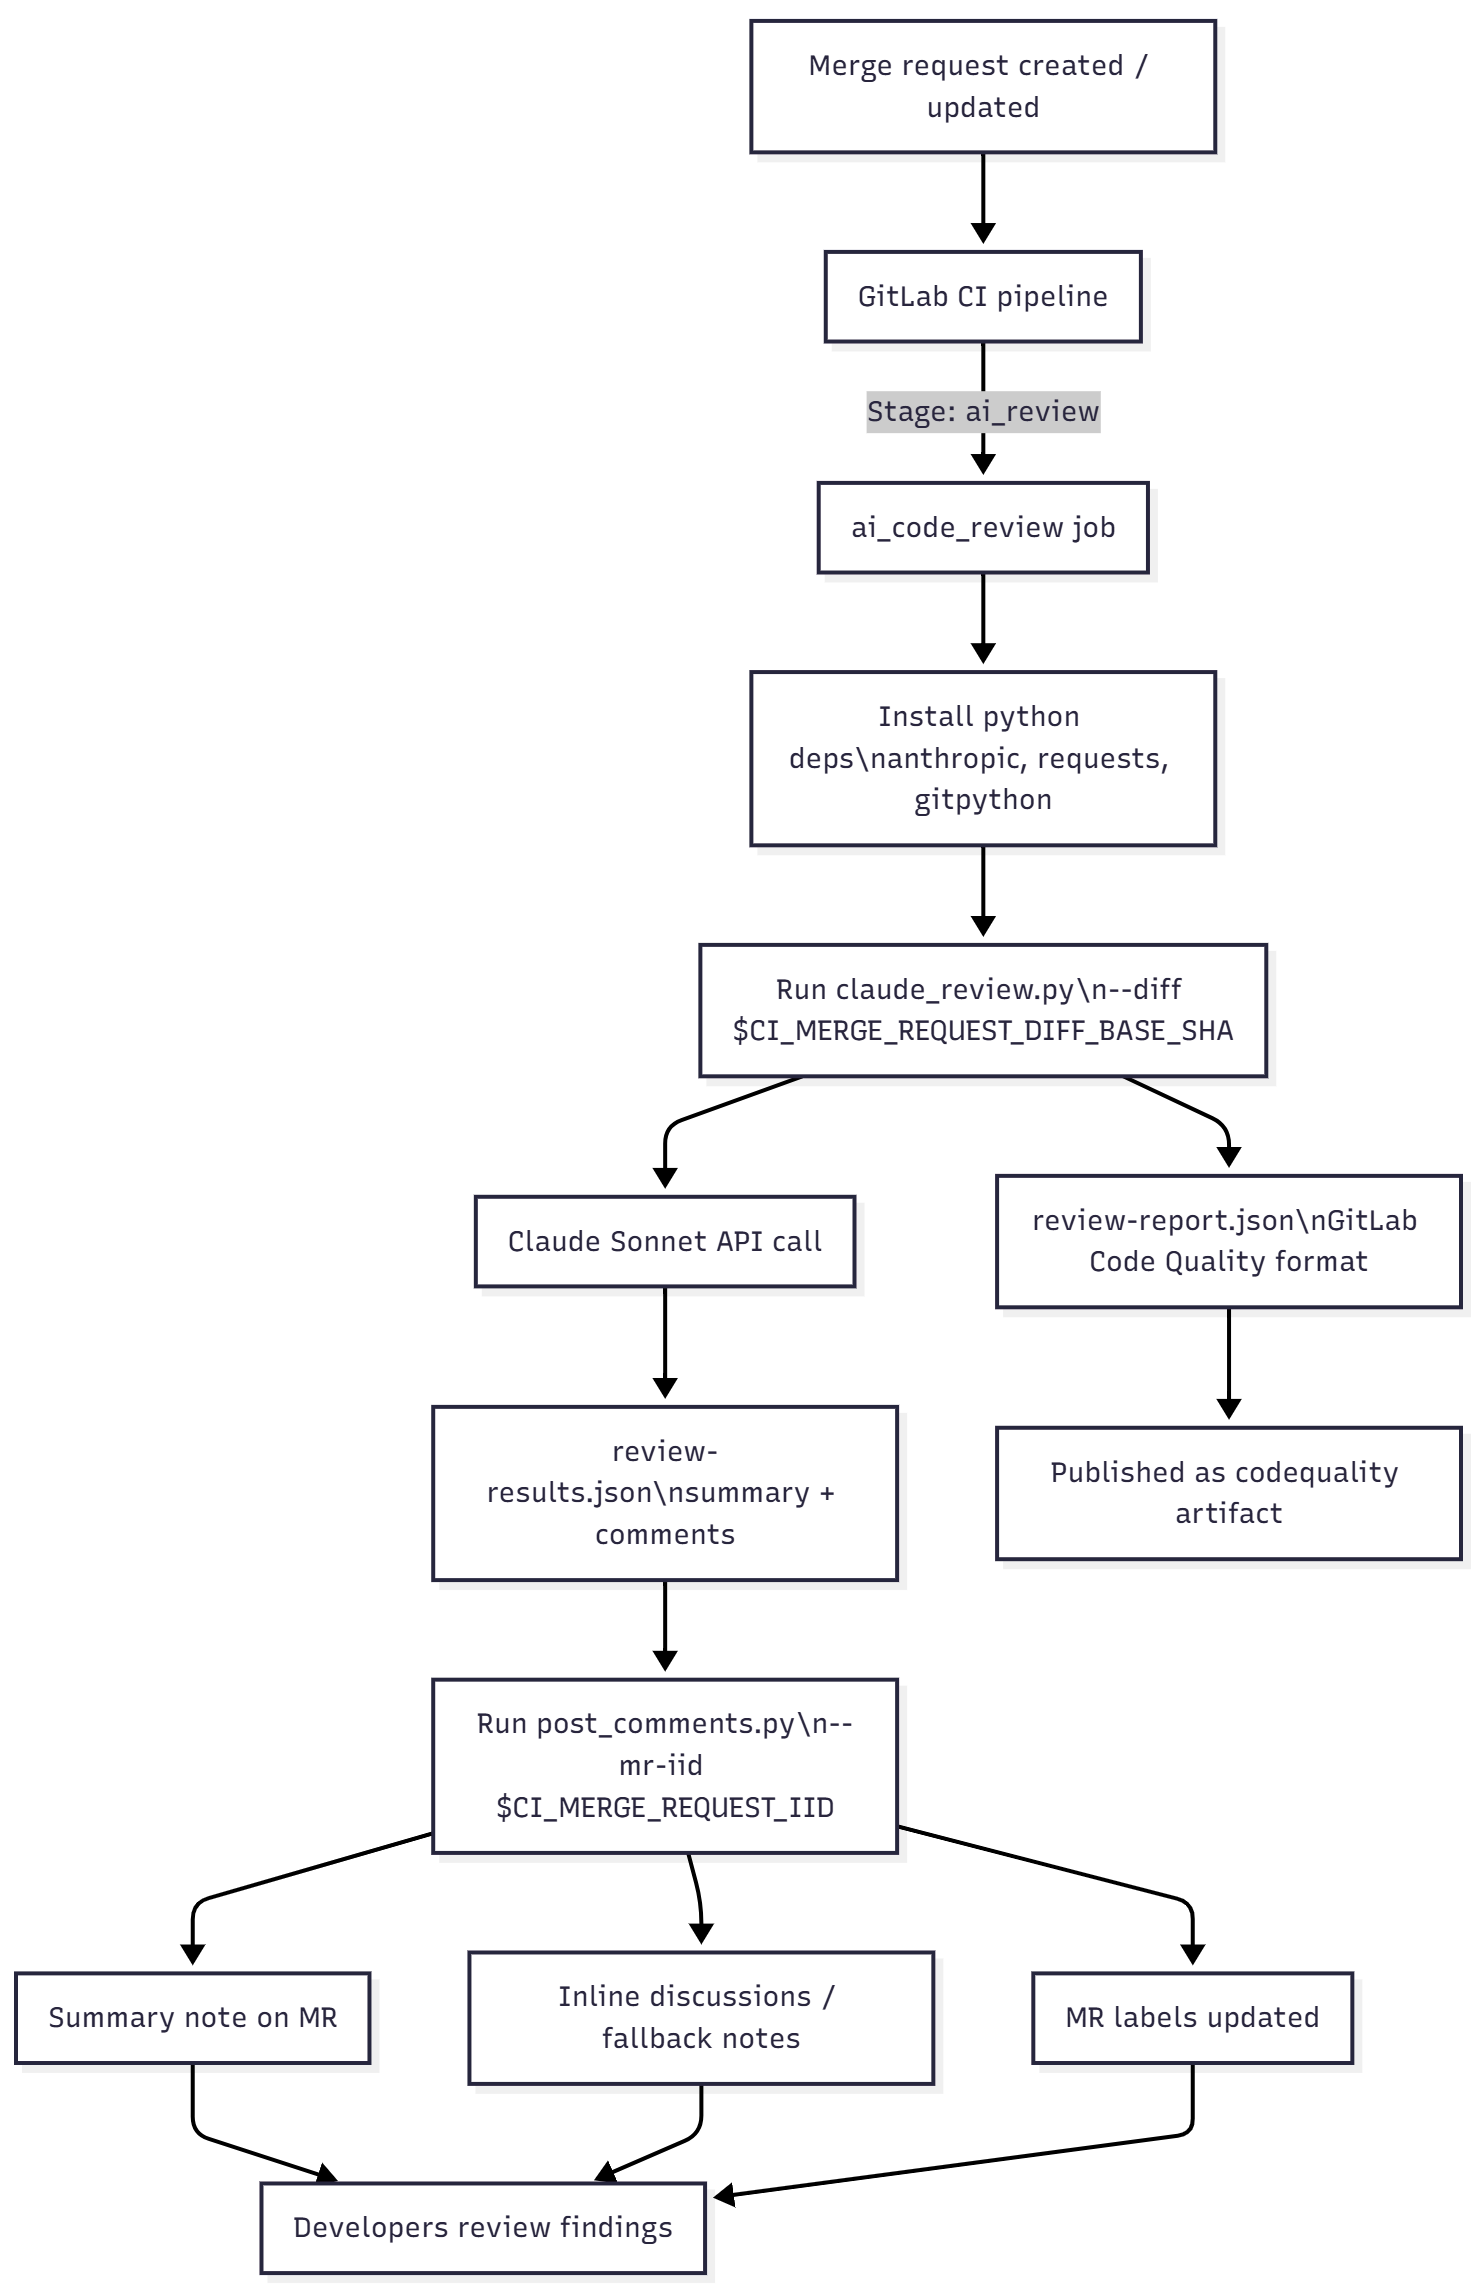 Merge request created /
updated
GitLab CI pipeline
Stage: ai_review
ai_code_review job
Install python
deps\nanthropic, requests,
gitpython
Run claude_review.py\n--diff
$CI_MERGE_REQUEST_DIFF_BASE_SHA
Claude Sonnet API call
review-report.json\nGitLab
Code Quality format
review-
results.json\nsummary +
comments
Published as codequality
artifact
Run post_comments.py\n--
mr-iid
$CI_MERGE_REQUEST_IID
Summary note on MR
Inline discussions /
fallback notes
MR labels updated
Developers review findings